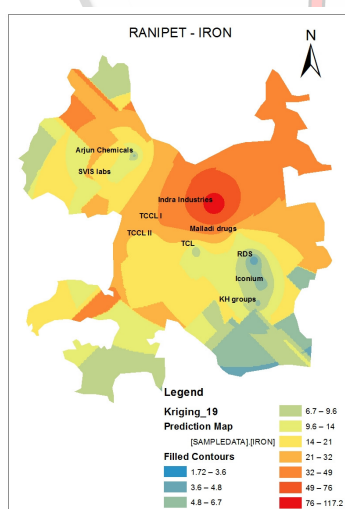 RANIPET - IRON
N
Arjun Chemicals
SVIS labs
Indra Industries
TCCL I
Malladi drugs
TCCL II
TCL
RDS
Iconium
KH groups
Legend
Kriging_19
Prediction Map
[SAMPLEDATA].[IRON]
Filled Contours
1.72 – 3.6
3.6 – 4.8
4.8 – 6.7
6.7 – 9.6
9.6 – 14
14 – 21
21 – 32
32 – 49
49 – 76
76 – 117.2